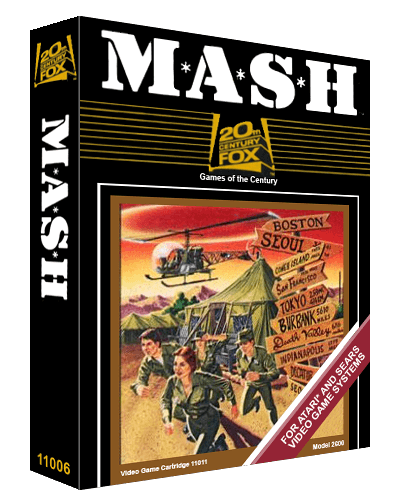 20th
CENTURY
FOX
M*A*S*H
11006
M*A*S*H
20th
CENTURY
FOX
Games of the Century
BOSTON
SEOUL
CONEY ISLAND
SAN FRANCISCO
TOKYO
BURBANK
Death Valley
INDIANAPOLIS
DECATUR
FOR ATARI® AND SEARS
VIDEO GAME SYSTEMS
Video Game Cartridge 11011
Model 2600